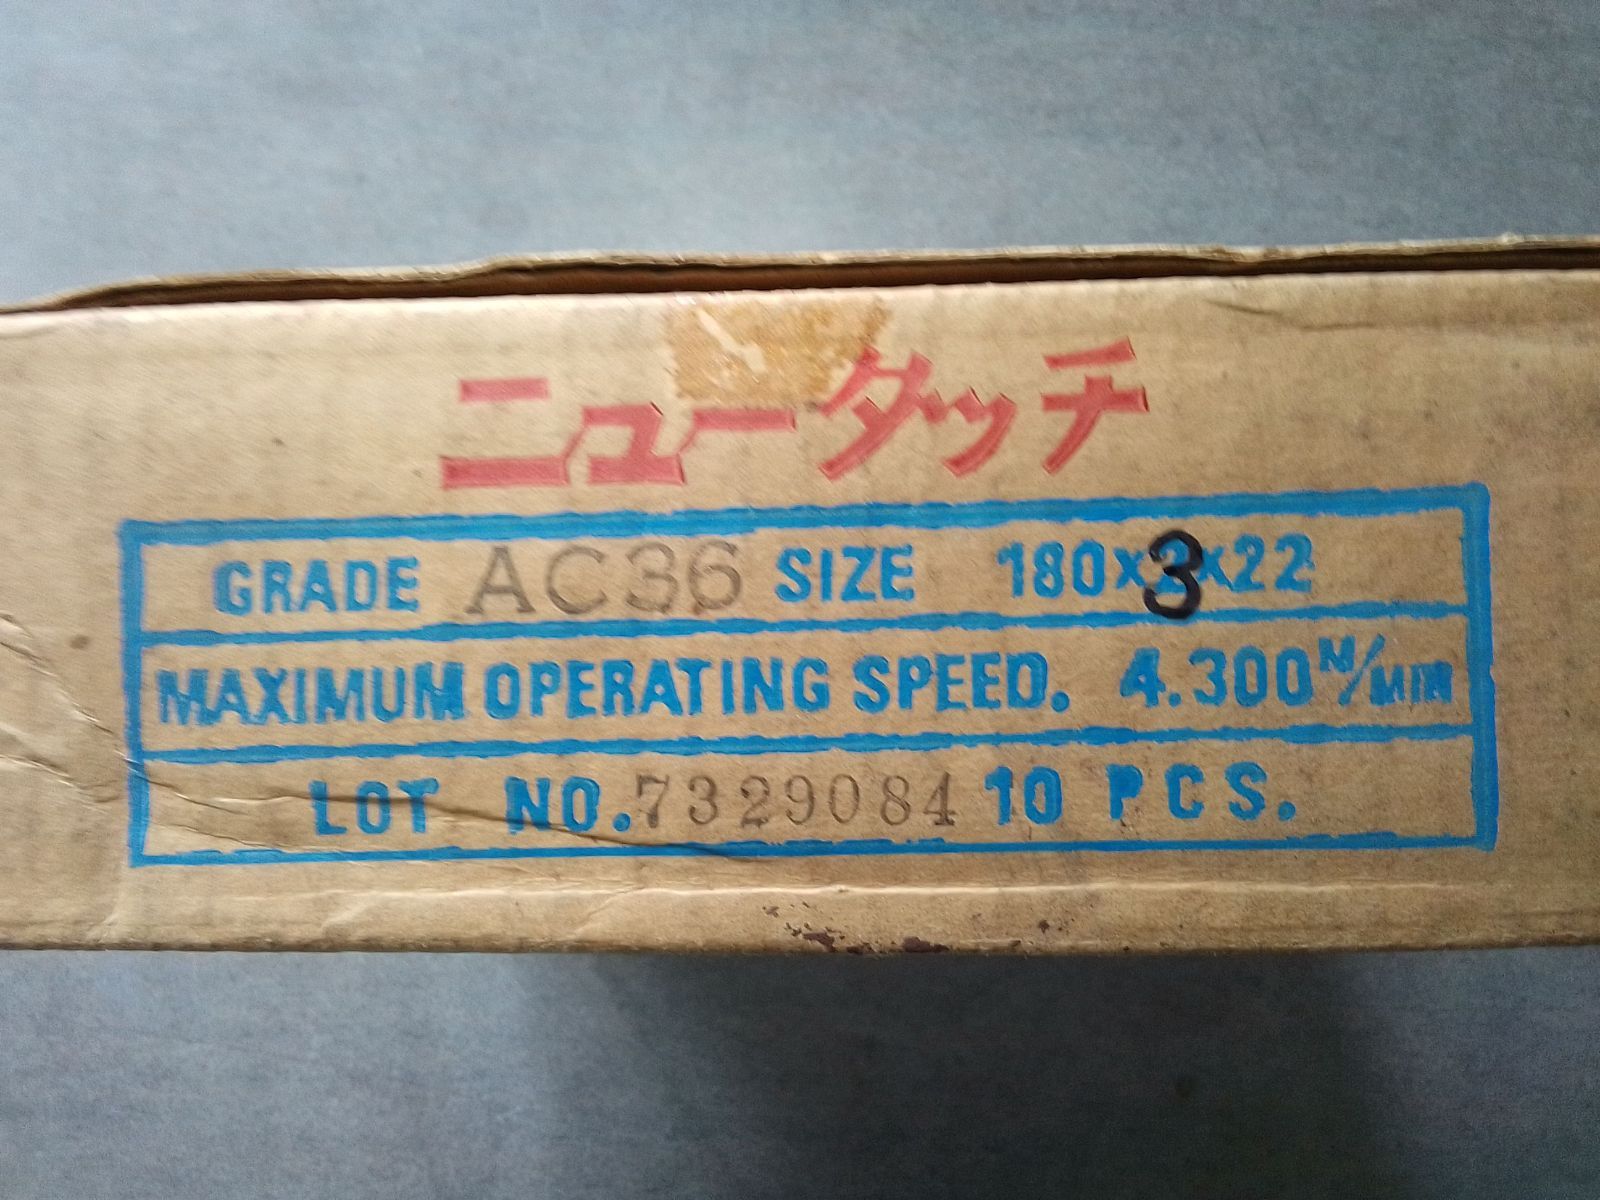 ニュータッチ
GRADE AC36 SIZE 180×3×22
MAXIMUM OPERATING SPEED. 4.300M/MIN
LOT NO.7329084 10 PCS.